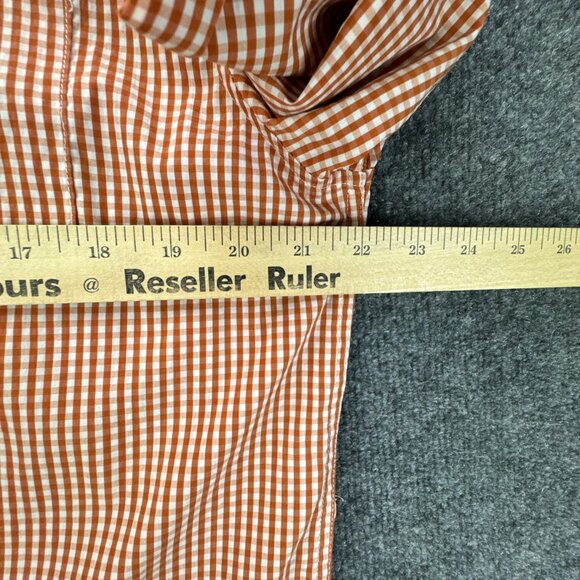 17 18 19 20 21 22 23 24 25 26
ours @ Reseller Ruler